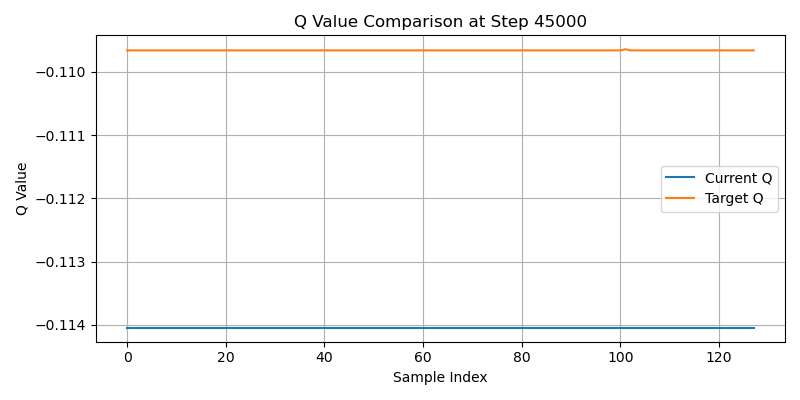 Q Value Comparison at Step 45000
−0.110
−0.111
−0.112
−0.113
−0.114
Q Value
Current Q
Target Q
0 20 40 60 80 100 120
Sample Index